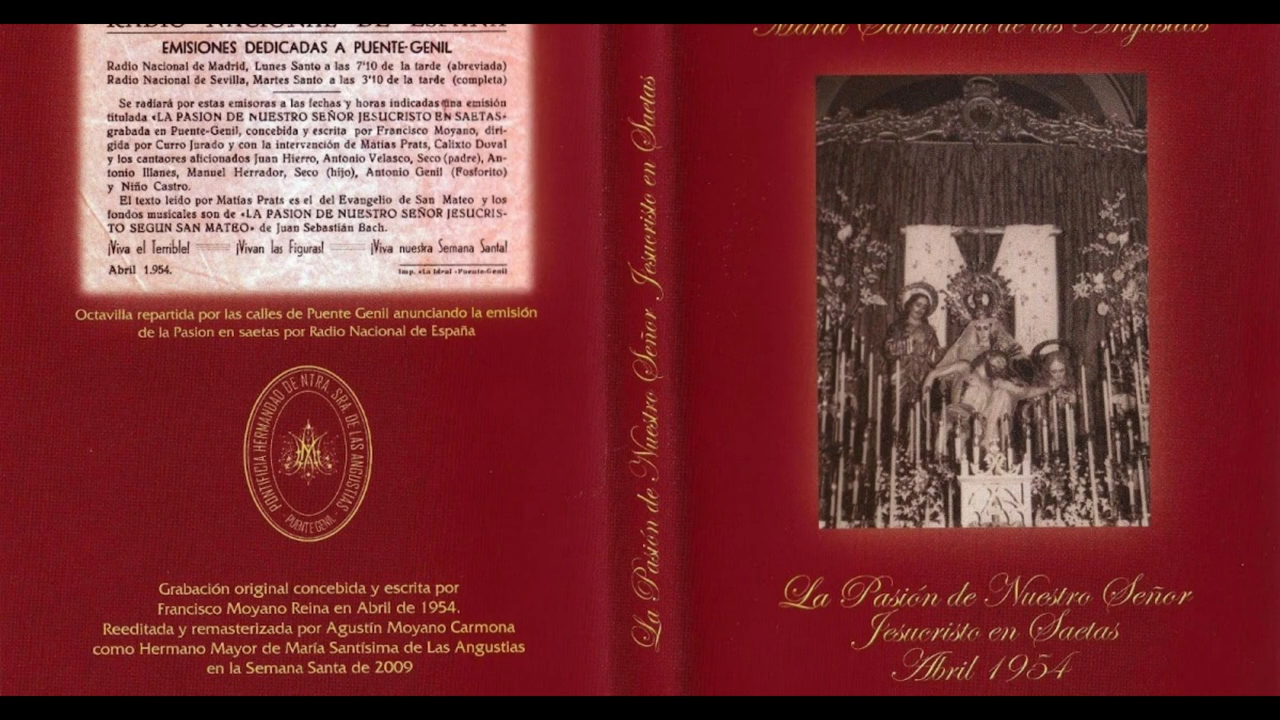 RADIO NACIONAL DE ESPAÑA
EMISIONES DEDICADAS A PUENTE-GENIL
Radio Nacional de Madrid, Lunes Santo a las 7'10 de la tarde (abreviada)
Radio Nacional de Sevilla, Martes Santo a las 3'10 de la tarde (completa)
Se radiará por estas emisoras a las fechas y horas indicadas una emisión
titulada «LA PASION DE NUESTRO SEÑOR JESUCRISTO EN SAETAS»
grabada en Puente-Genil, concebida y escrita por Francisco Moyano, diri-
gida por Curro Jurado y con la intervención de Matías Prats, Calixto Doval
y los cantaores aficionados Juan Hierro, Antonio Velasco, Seco (padre), An-
tonio Illanes, Manuel Herrador, Seco (hijo), Antonio Genil (Fosforito)
y Niño Castro.
El texto leído por Matías Prats es el del Evangelio de San Mateo y los
fondos musicales son de «LA PASION DE NUESTRO SEÑOR JESUCRIS-
TO SEGUN SAN MATEO» de Juan Sebastián Bach.
¡Viva el Terrible! ¡Vivan las Figuras! ¡Viva nuestra Semana Santa!
Abril 1.954. Imp. «La Ideal» - Puente-Genil
Octavilla repartida por las calles de Puente Genil anunciando la emisión
de la Pasion en saetas por Radio Nacional de España
PONTIFICIA HERMANDAD DE NTRA. SRA. DE LAS ANGUSTIAS
- PUENTE GENIL -
Grabación original concebida y escrita por
Francisco Moyano Reina en Abril de 1954.
Reeditada y remasterizada por Agustín Moyano Carmona
como Hermano Mayor de María Santísima de Las Angustias
en la Semana Santa de 2009
La Pasión de Nuestro Señor Jesucristo en Saetas
María Santísima de las Angustias
La Pasión de Nuestro Señor
Jesucristo en Saetas
Abril 1954